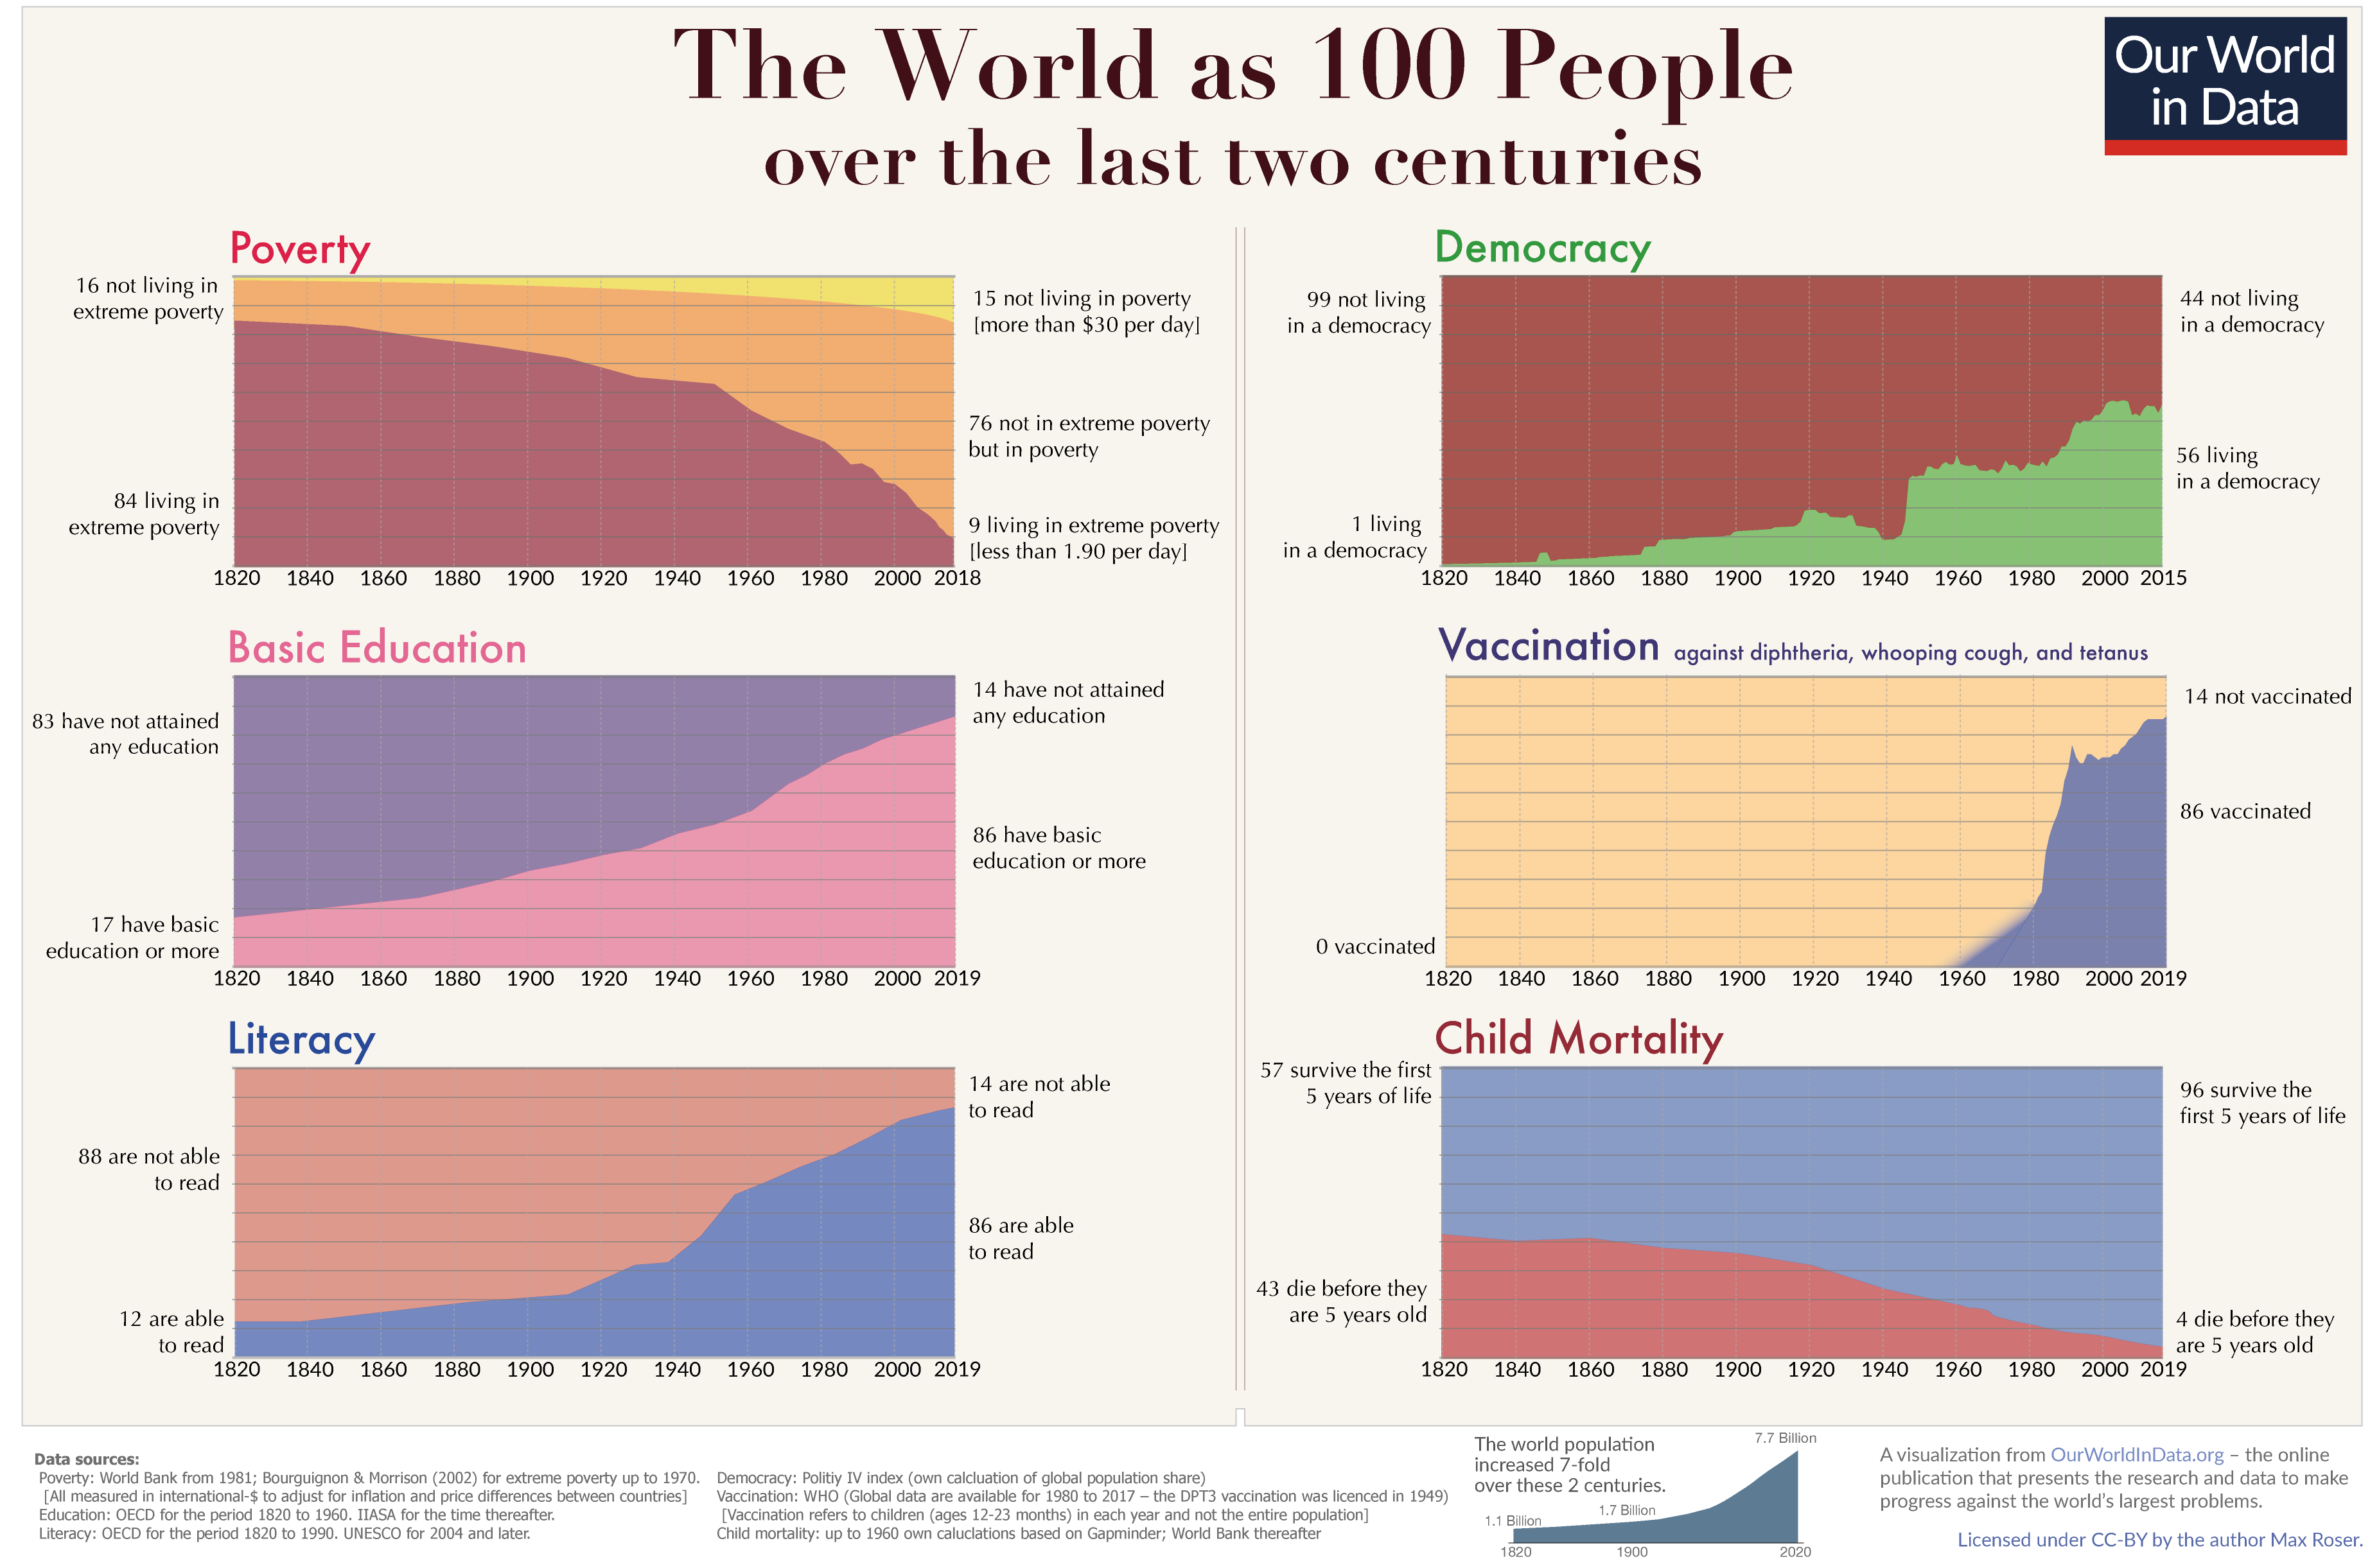 The World as 100 People
over the last two centuries
Our World
in Data
Poverty
16 not living in
extreme poverty
84 living in
extreme poverty
15 not living in poverty
[more than $30 per day]
76 not in extreme poverty
but in poverty
9 living in extreme poverty
[less than 1.90 per day]
1820 1840 1860 1880 1900 1920 1940 1960 1980 2000 2018
Democracy
99 not living
in a democracy
1 living
in a democracy
44 not living
in a democracy
56 living
in a democracy
1820 1840 1860 1880 1900 1920 1940 1960 1980 2000 2015
Basic Education
83 have not attained
any education
17 have basic
education or more
14 have not attained
any education
86 have basic
education or more
1820 1840 1860 1880 1900 1920 1940 1960 1980 2000 2019
Vaccination against diphtheria, whooping cough, and tetanus
0 vaccinated
14 not vaccinated
86 vaccinated
1820 1840 1860 1880 1900 1920 1940 1960 1980 2000 2019
Literacy
88 are not able
to read
12 are able
to read
14 are not able
to read
86 are able
to read
1820 1840 1860 1880 1900 1920 1940 1960 1980 2000 2019
Child Mortality
57 survive the first
5 years of life
43 die before they
are 5 years old
96 survive the
first 5 years of life
4 die before they
are 5 years old
1820 1840 1860 1880 1900 1920 1940 1960 1980 2000 2019
Data sources:
Poverty: World Bank from 1981; Bourguignon & Morrison (2002) for extreme poverty up to 1970.
[All measured in international-$ to adjust for inflation and price differences between countries]
Education: OECD for the period 1820 to 1960. IIASA for the time thereafter.
Literacy: OECD for the period 1820 to 1990. UNESCO for 2004 and later.
Democracy: Politiy IV index (own calcluation of global population share)
Vaccination: WHO (Global data are available for 1980 to 2017 – the DPT3 vaccination was licenced in 1949)
[Vaccination refers to children (ages 12-23 months) in each year and not the entire population]
Child mortality: up to 1960 own caluclations based on Gapminder; World Bank thereafter
The world population
increased 7-fold
over these 2 centuries.
1.1 Billion
1.7 Billion
7.7 Billion
1820 1900 2020
A visualization from OurWorldInData.org – the online
publication that presents the research and data to make
progress against the world's largest problems.
Licensed under CC-BY by the author Max Roser.